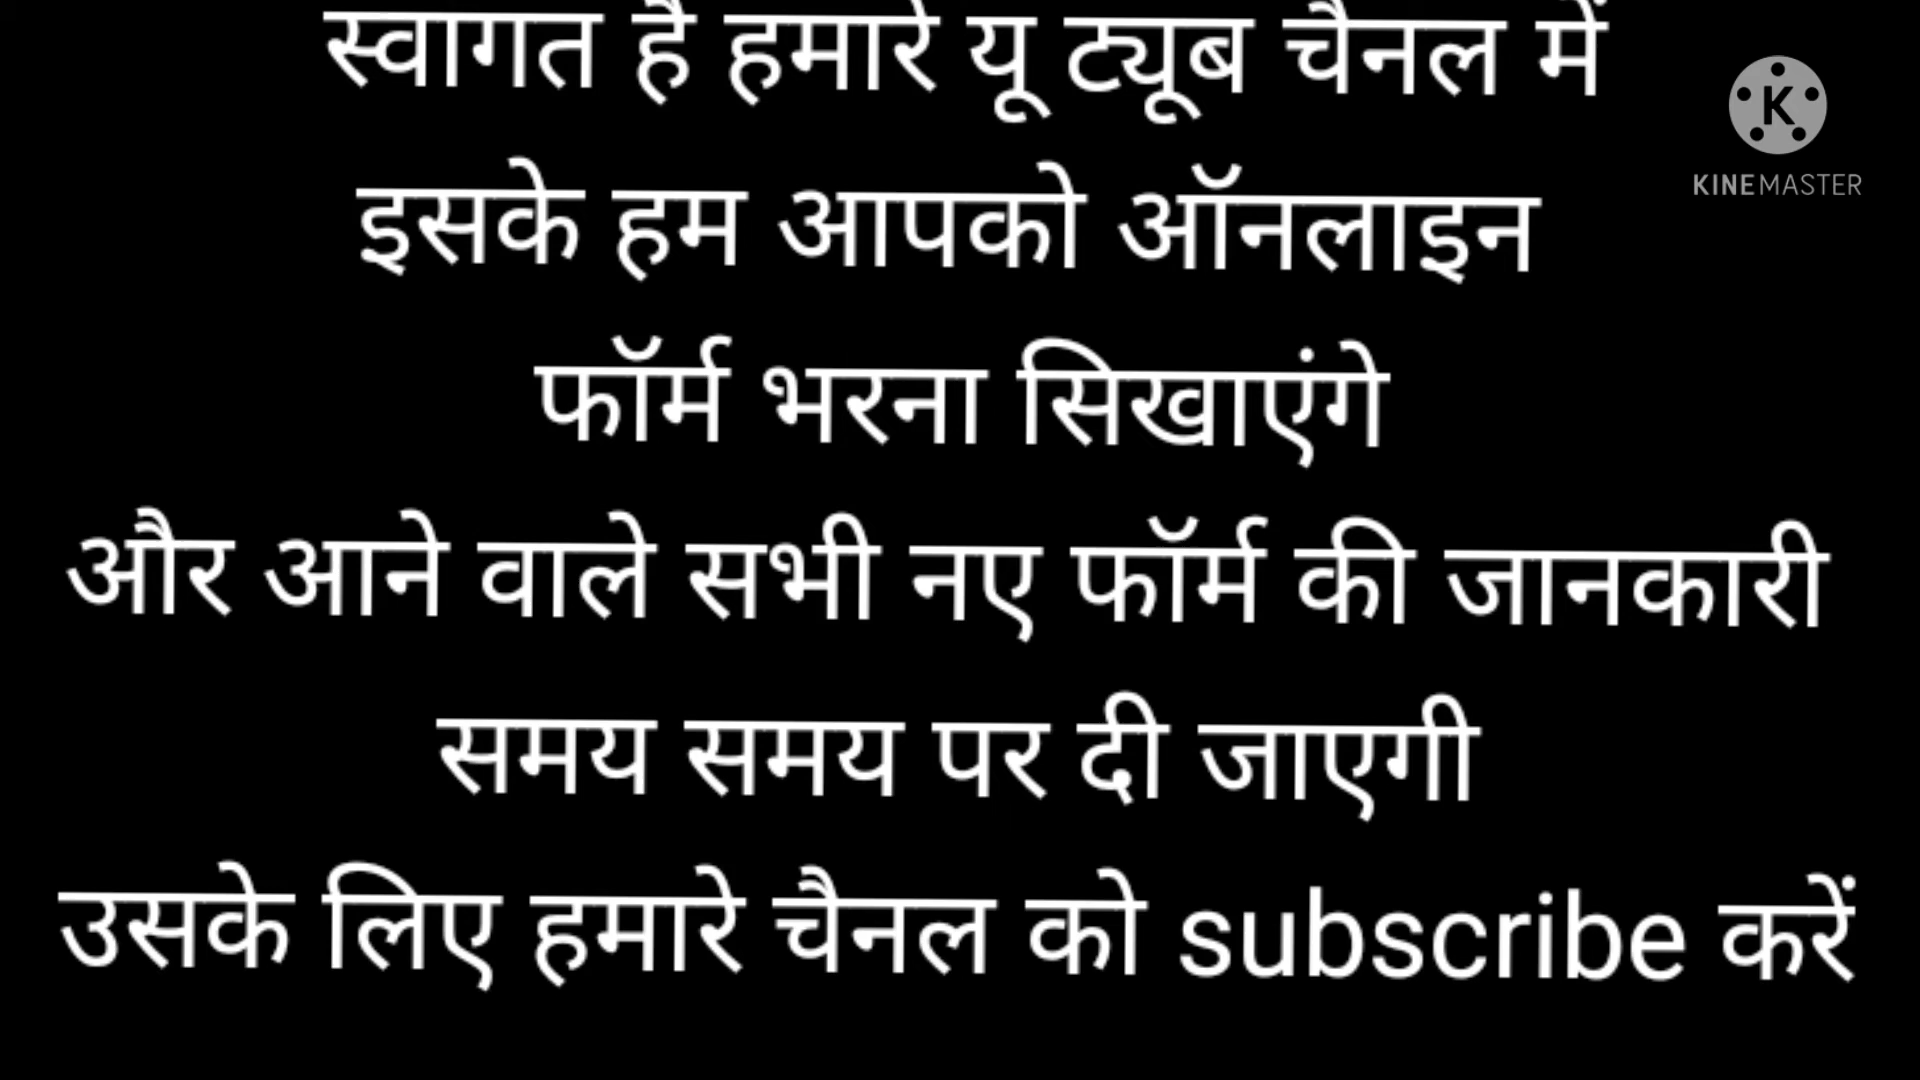 स्वागत है हमारे यू ट्यूब चैनल में
इसके हम आपको ऑनलाइन
फॉर्म भरना सिखाएंगे
और आने वाले सभी नए फॉर्म की जानकारी
समय समय पर दी जाएगी
उसके लिए हमारे चैनल को subscribe करें
K
KINEMASTER